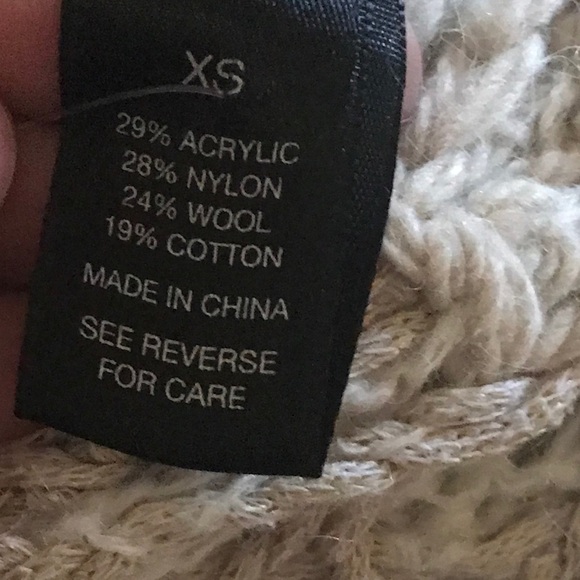 XS
29% ACRYLIC
28% NYLON
24% WOOL
19% COTTON
MADE IN CHINA
SEE REVERSE
FOR CARE